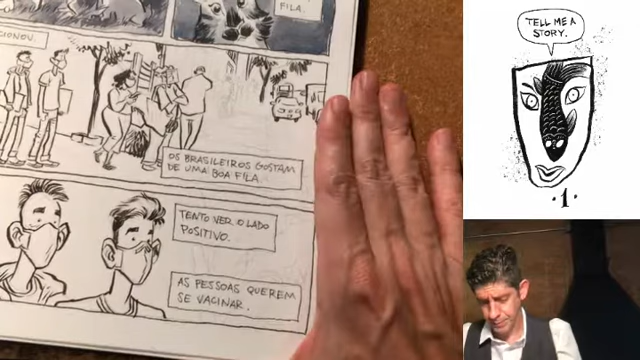 FILA.
CIONOU.
OS BRASILEIROS GOSTAM
DE UMA BOA FILA.
TENTO VER O LADO
POSITIVO.
AS PESSOAS QUEREM
SE VACINAR.
TELL ME A
STORY.
·1·